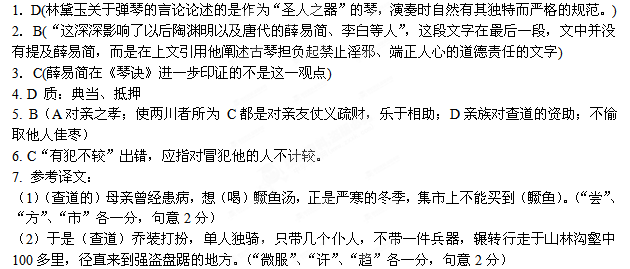 1．D(林黛玉关于弹琴的言论论述的是作为“圣人之器”的琴，演奏时自然有其独特而严格的规范。)
2．B(“这深深影响了以后陶渊明以及唐代的薛易简、李白等人”，这段文字在最后一段，文中并没
有提及薛易简，而是在上文引用他阐述古琴担负起禁止淫邪、端正人心的道德责任的文字)
3．C(薛易简在《琴诀》进一步印证的不是这一观点)
4. D 质：典当、抵押
5. B（A 对亲之孝；使两川者所为 C 都是对亲友仗义疏财，乐于相助；D 亲族对查道的资助；不偷
取他人佳枣）
6. C“有犯不较”出错，应指对冒犯他的人不计较。
7. 参考译文：
（1）(查道的）母亲曾经患病，想（喝）鳜鱼汤，正是严寒的冬季，集市上不能买到（鳜鱼）。（“尝”、
“方”、“市”各一分，句意 2 分）
（2）于是（查道）乔装打扮，单人独骑，只带几个仆人，不带一件兵器，辗转行走于山林沟壑中
100 多里，径直来到强盗盘踞的地方。（“微服”、“许”、“趋”各一分，句意 2 分）